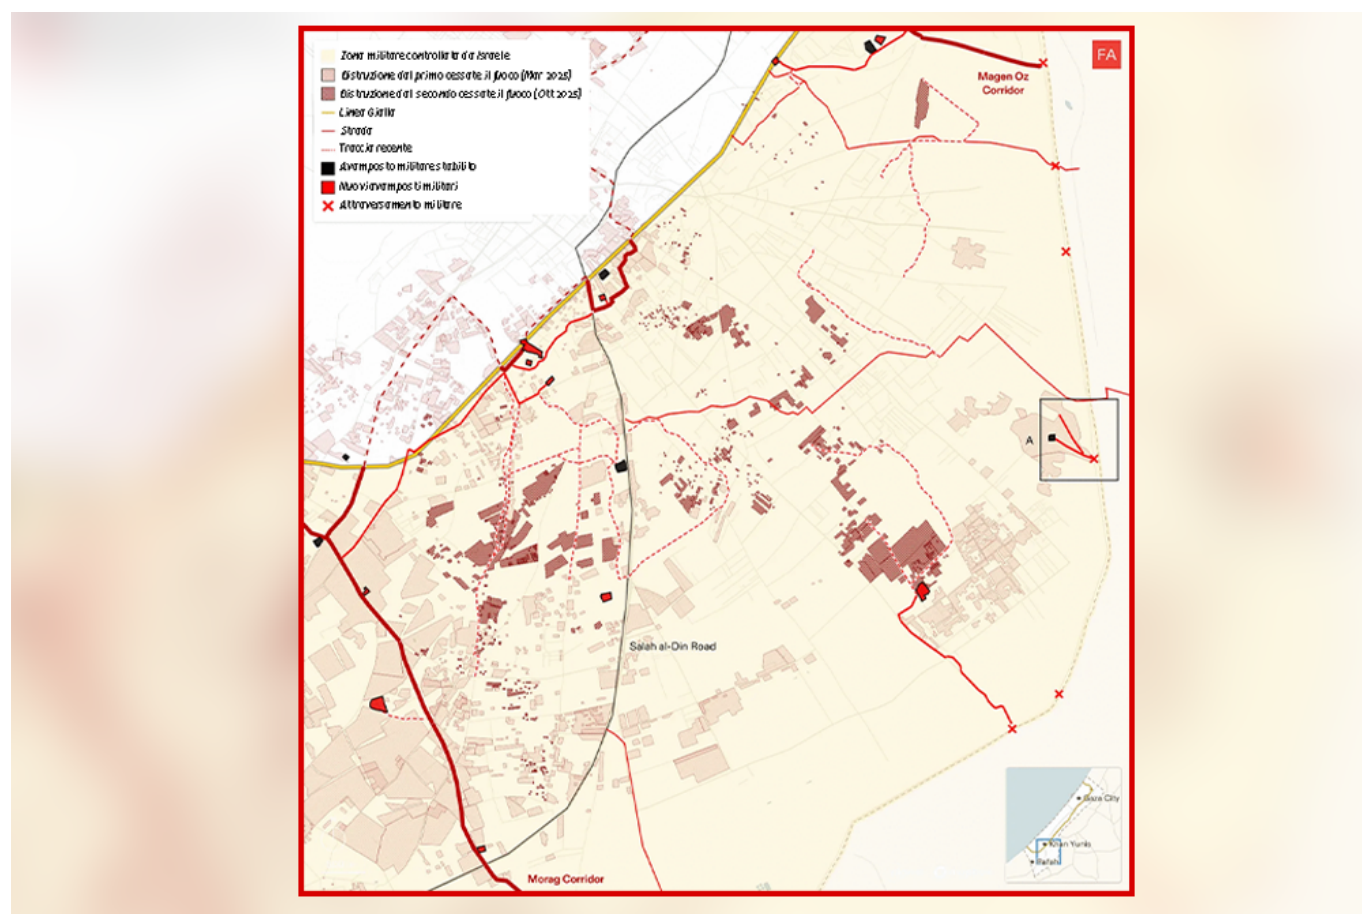 Zona militare controllata da Israele
Distruzione dal primo cessate il fuoco (Mar 2025)
Distruzione dal secondo cessate il fuoco (Ott 2025)
Linea Gialla
Strada
Traccia recente
Avamposto militare stabilito
Nuovi avamposti militari
Attraversamento militare
FA
Magen Oz
Corridor
A
Salah al-Din Road
Gaza City
Khan Yunis
Rafah
Morag Corridor